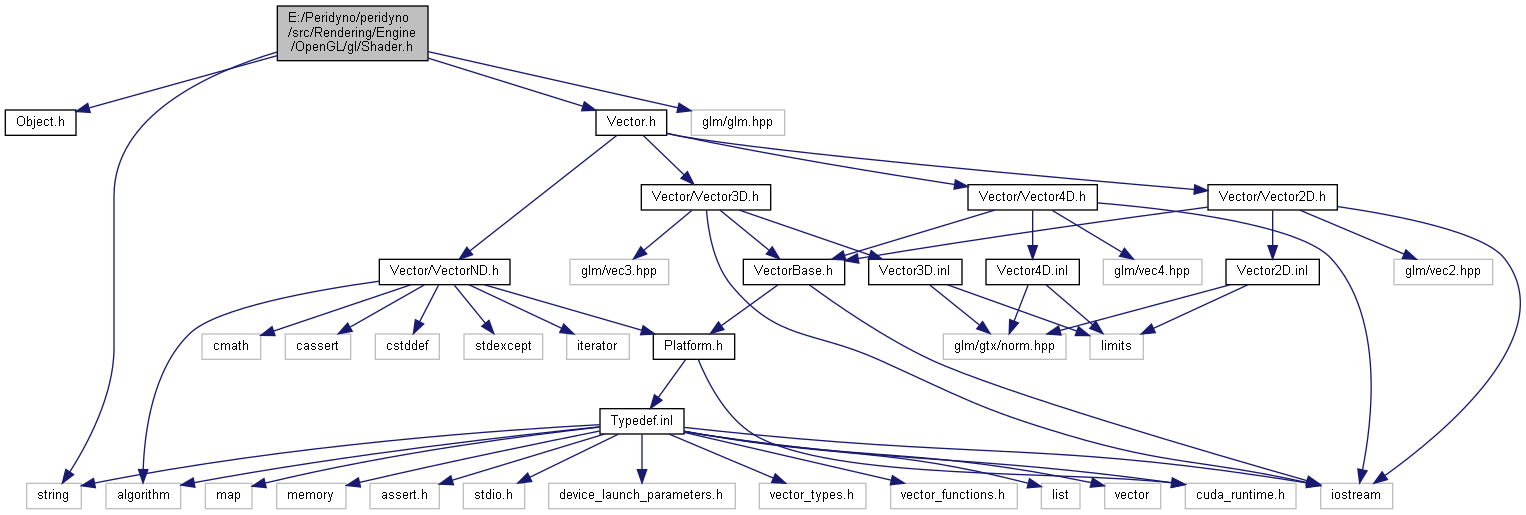 E:/Peridyno/peridyno
/src/Rendering/Engine
/OpenGL/gl/Shader.h
Object.h
Vector.h
glm/glm.hpp
Vector/Vector3D.h
Vector/Vector4D.h
Vector/Vector2D.h
Vector/VectorND.h
glm/vec3.hpp
VectorBase.h
Vector3D.inl
Vector4D.inl
glm/vec4.hpp
Vector2D.inl
glm/vec2.hpp
cmath
cassert
cstddef
stdexcept
iterator
Platform.h
glm/gtx/norm.hpp
limits
Typedef.inl
string
algorithm
map
memory
assert.h
stdio.h
device_launch_parameters.h
vector_types.h
vector_functions.h
list
vector
cuda_runtime.h
iostream